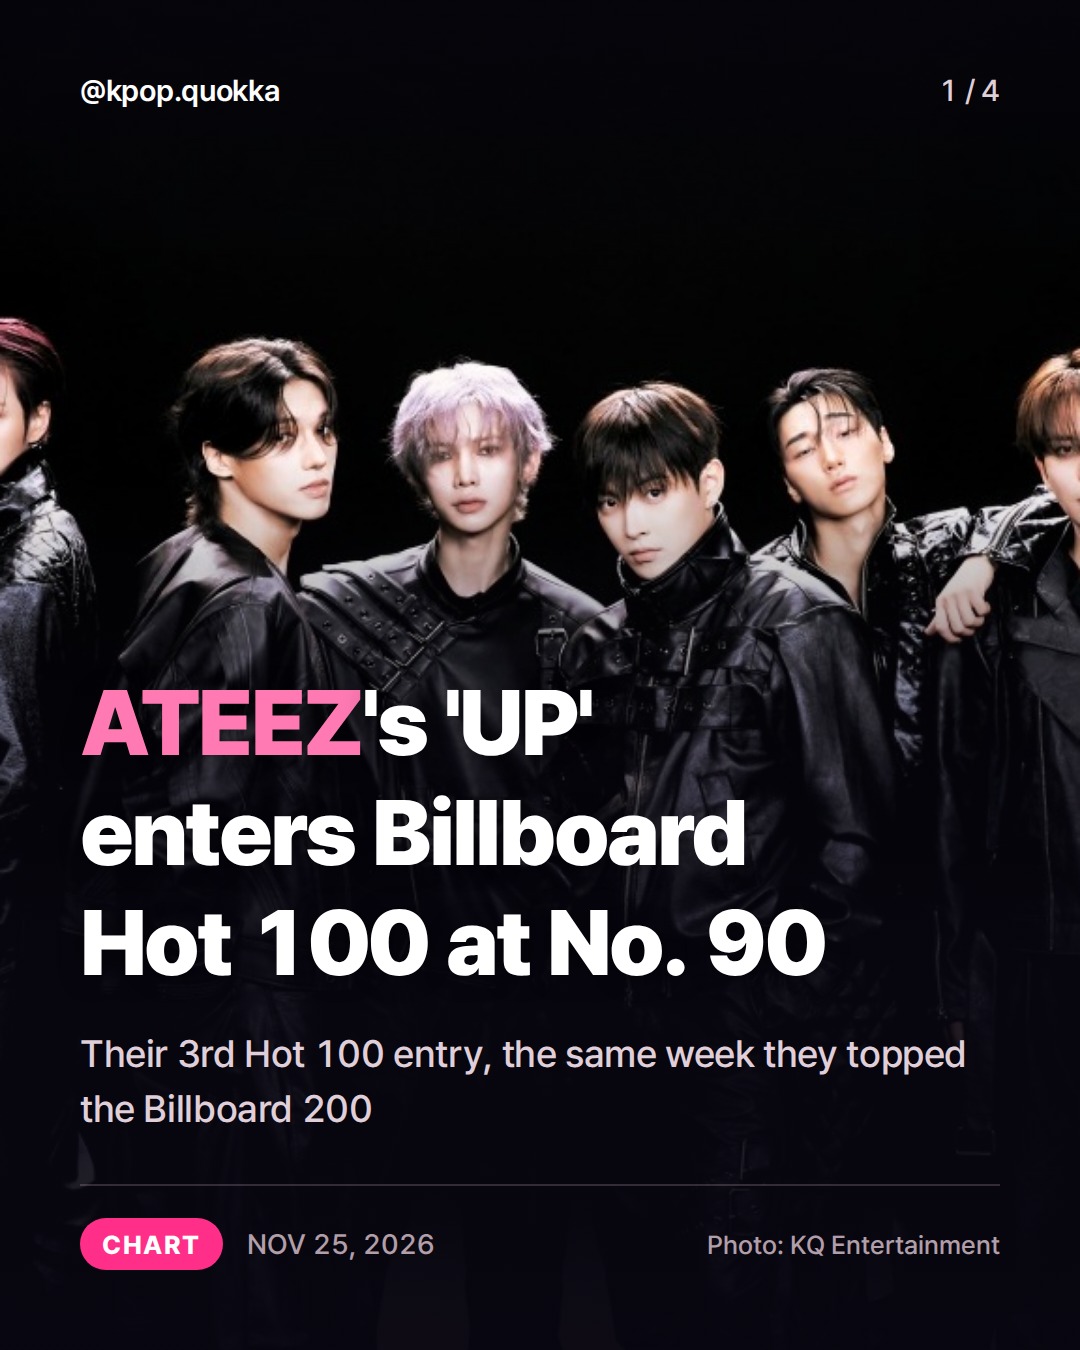 @kpop.quokka
1 / 4
ATEEZ's 'UP'
enters Billboard
Hot 100 at No. 90
Their 3rd Hot 100 entry, the same week they topped
the Billboard 200
CHART
NOV 25, 2026
Photo: KQ Entertainment